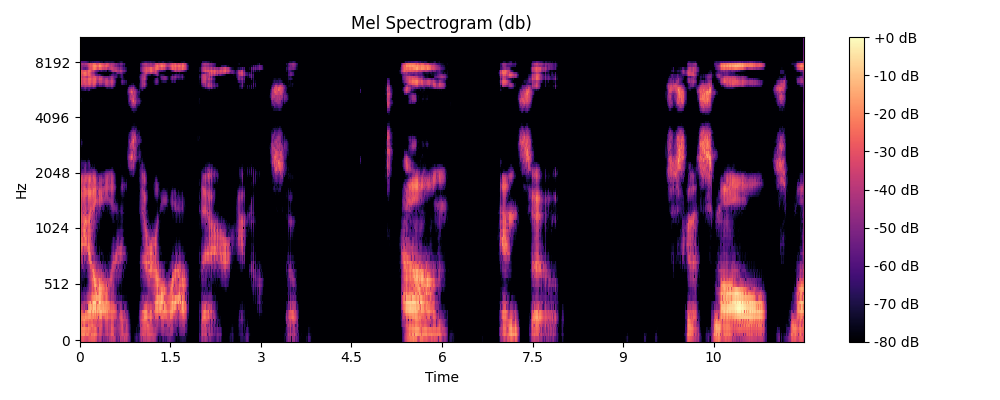 Mel Spectrogram (db)
8192
4096
2048
1024
512
0
Hz
0 1.5 3 4.5 6 7.5 9 10
Time
+0 dB
-10 dB
-20 dB
-30 dB
-40 dB
-50 dB
-60 dB
-70 dB
-80 dB